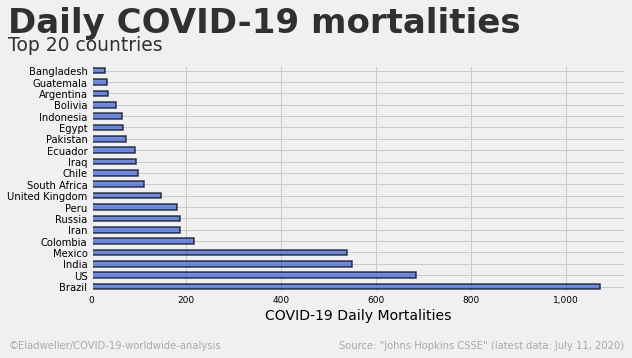 Daily COVID-19 mortalities
Top 20 countries
Bangladesh
Guatemala
Argentina
Bolivia
Indonesia
Egypt
Pakistan
Ecuador
Iraq
Chile
South Africa
United Kingdom
Peru
Russia
Iran
Colombia
Mexico
India
US
Brazil
0 200 400 600 800 1,000
COVID-19 Daily Mortalities
©Eladweller/COVID-19-worldwide-analysis
Source: "Johns Hopkins CSSE" (latest data: July 11, 2020)